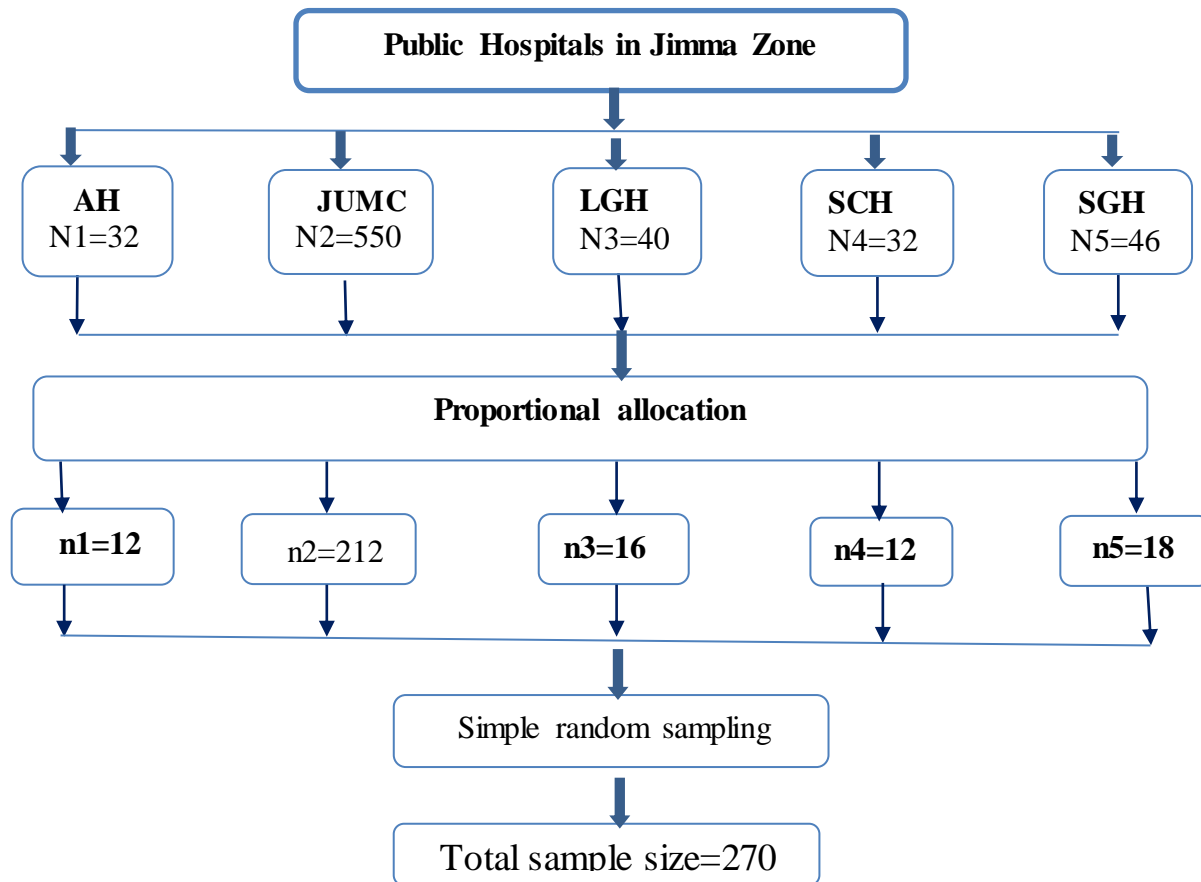 Public Hospitals in Jimma Zone
AH
N1=32
JUMC
N2=550
LGH
N3=40
SCH
N4=32
SGH
N5=46
Proportional allocation
n1=12
n2=212
n3=16
n4=12
n5=18
Simple random sampling
Total sample size=270